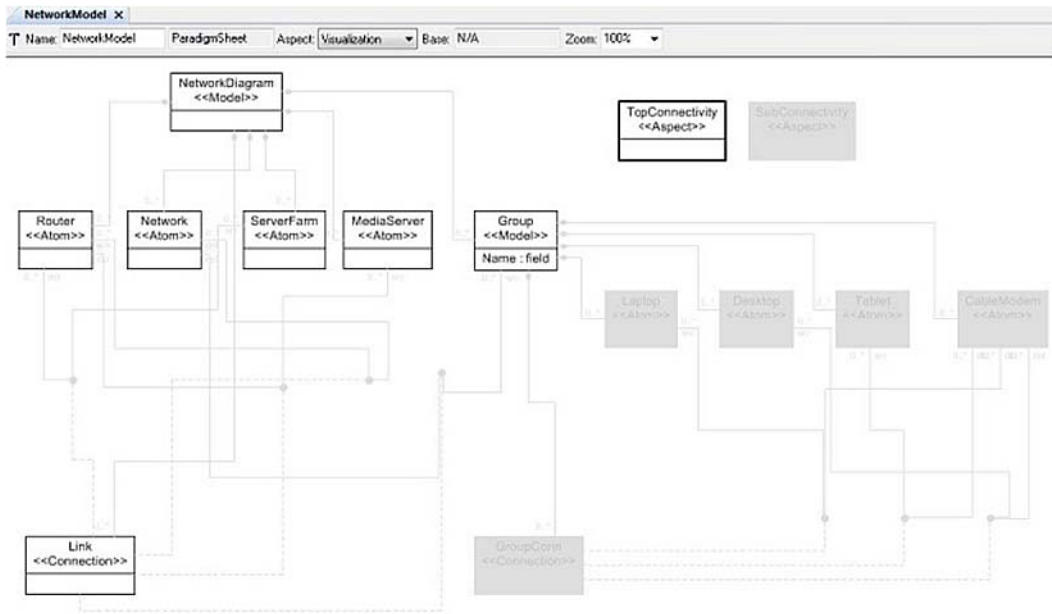 NetworkModel X
Name: NetworkModel ParadigmSheet Aspect: Visualization Base: N/A Zoom: 100%
NetworkDiagram
<<Model>>
TopConnectivity
<<Aspect>>
SubConnectivity
<<Aspect>>
Router
<<Atom>>
Network
<<Atom>>
ServerFarm
<<Atom>>
MediaServer
<<Atom>>
Group
<<Model>>
Name : field
Laptop
<<Atom>>
Desktop
<<Atom>>
Tablet
<<Atom>>
CableModem
<<Atom>>
Link
<<Connection>>
GroupConn
<<Connection>>